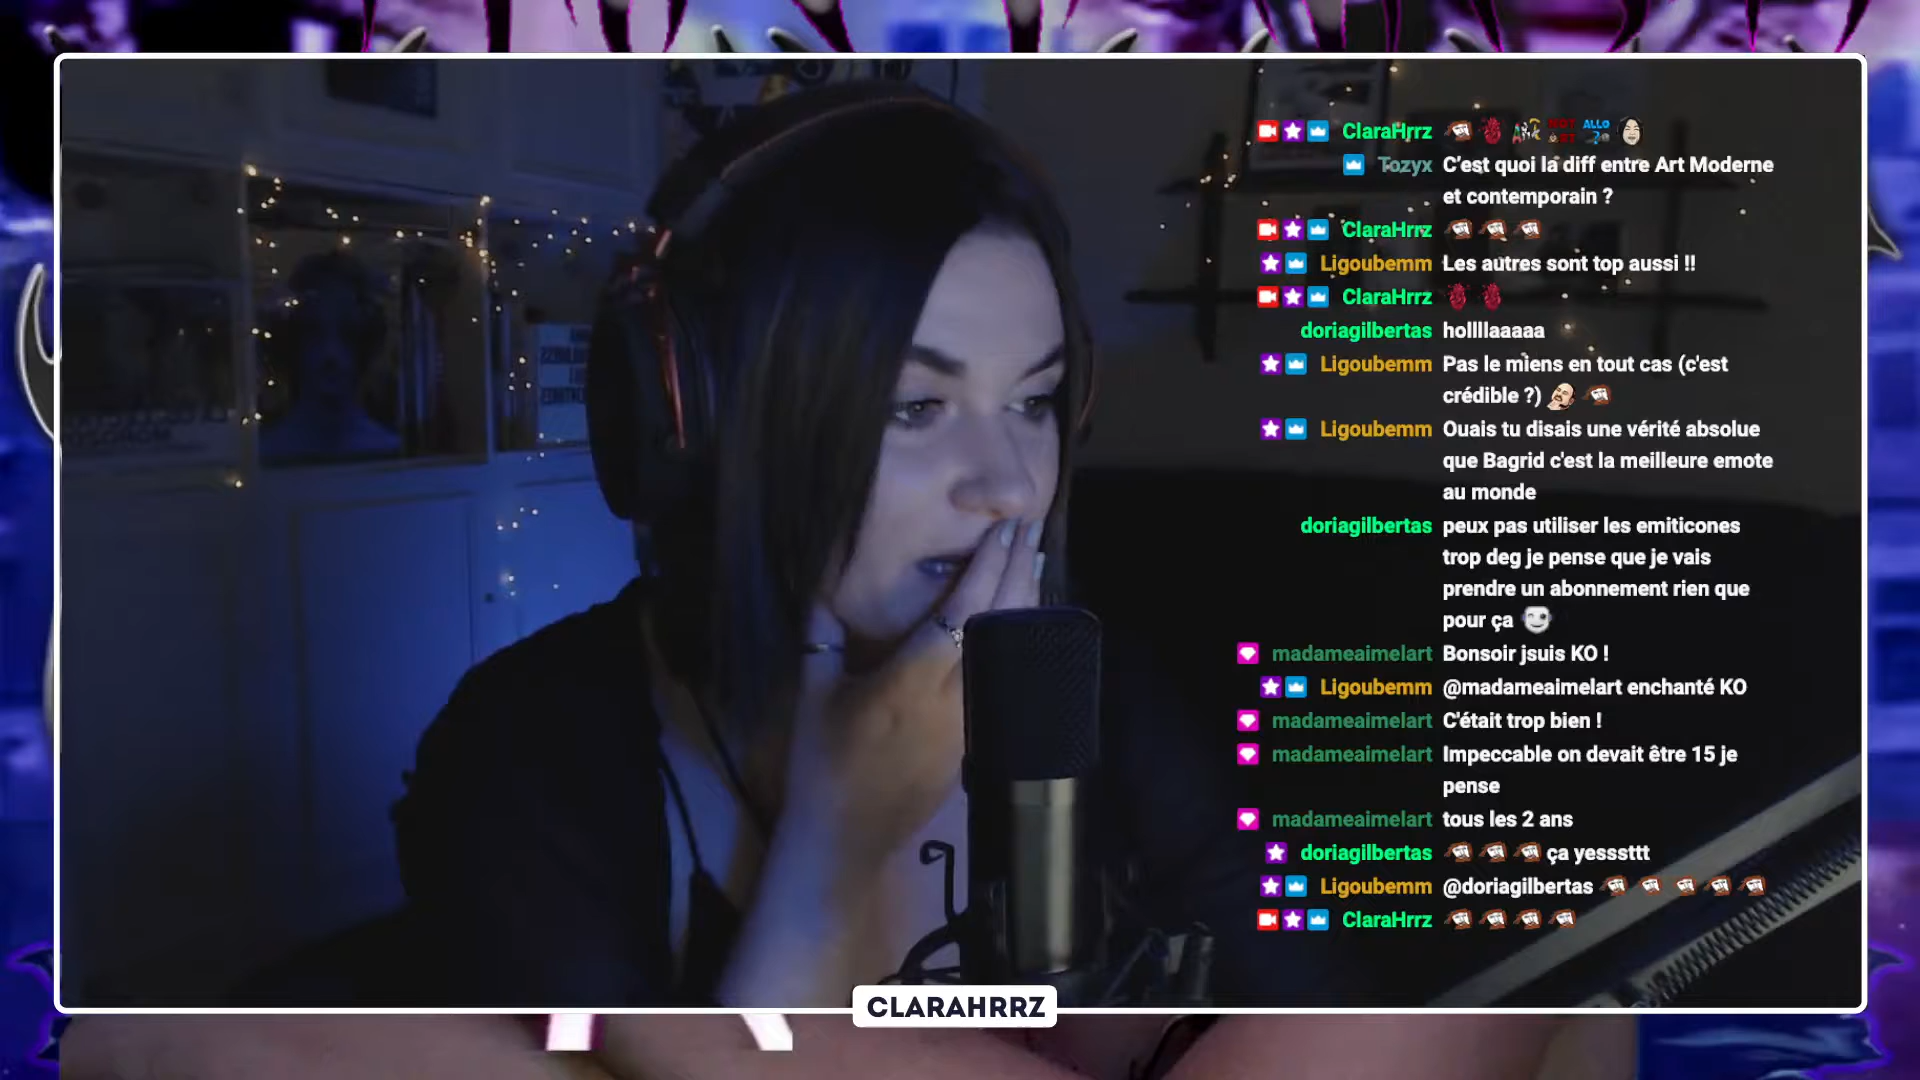 ClaraHrrz
Tozyx C'est quoi la diff entre Art Moderne
et contemporain ?
ClaraHrrz
Ligoubemm Les autres sont top aussi !!
ClaraHrrz
doriagilbertas hollllaaaaa
Ligoubemm Pas le miens en tout cas (c'est
crédible ?)
Ligoubemm Ouais tu disais une vérité absolue
que Bagrid c'est la meilleure emote
au monde
doriagilbertas peux pas utiliser les emiticones
trop deg je pense que je vais
prendre un abonnement rien que
pour ça
madameaimelart Bonsoir jsuis KO !
Ligoubemm @madameaimelart enchanté KO
madameaimelart C'était trop bien !
madameaimelart Impeccable on devait être 15 je
pense
madameaimelart tous les 2 ans
doriagilbertas ça yesssttt
Ligoubemm @doriagilbertas
ClaraHrrz
CLARAHRRZ